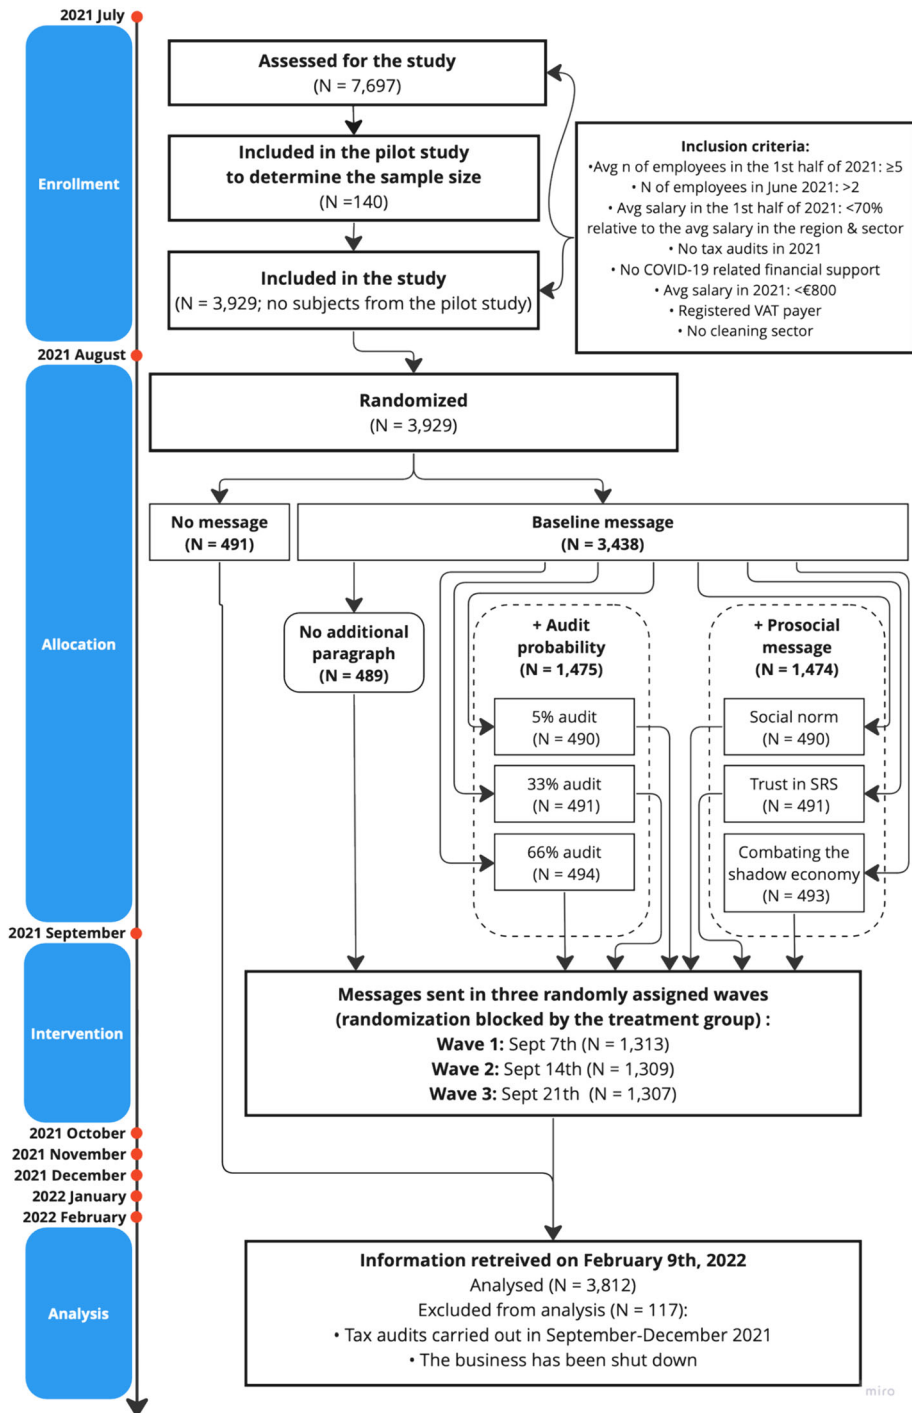 2021 July
Enrollment
Assessed for the study
(N = 7,697)
Included in the pilot study
to determine the sample size
(N =140)
Included in the study
(N = 3,929; no subjects from the pilot study)
Inclusion criteria:
•Avg n of employees in the 1st half of 2021: ≥5
• N of employees in June 2021: >2
• Avg salary in the 1st half of 2021: <70%
relative to the avg salary in the region & sector
• No tax audits in 2021
• No COVID-19 related financial support
• Avg salary in 2021: <€800
• Registered VAT payer
• No cleaning sector
2021 August
Allocation
Randomized
(N = 3,929)
No message
(N = 491)
Baseline message
(N = 3,438)
No additional
paragraph
(N = 489)
+ Audit
probability
(N = 1,475)
5% audit
(N = 490)
33% audit
(N = 491)
66% audit
(N = 494)
+ Prosocial
message
(N = 1,474)
Social norm
(N = 490)
Trust in SRS
(N = 491)
Combating the
shadow economy
(N = 493)
2021 September
Intervention
Messages sent in three randomly assigned waves
(randomization blocked by the treatment group) :
Wave 1: Sept 7th (N = 1,313)
Wave 2: Sept 14th (N = 1,309)
Wave 3: Sept 21th (N = 1,307)
2021 October
2021 November
2021 December
2022 January
2022 February
Analysis
Information retreived on February 9th, 2022
Analysed (N = 3,812)
Excluded from analysis (N = 117):
• Tax audits carried out in September-December 2021
• The business has been shut down
miro